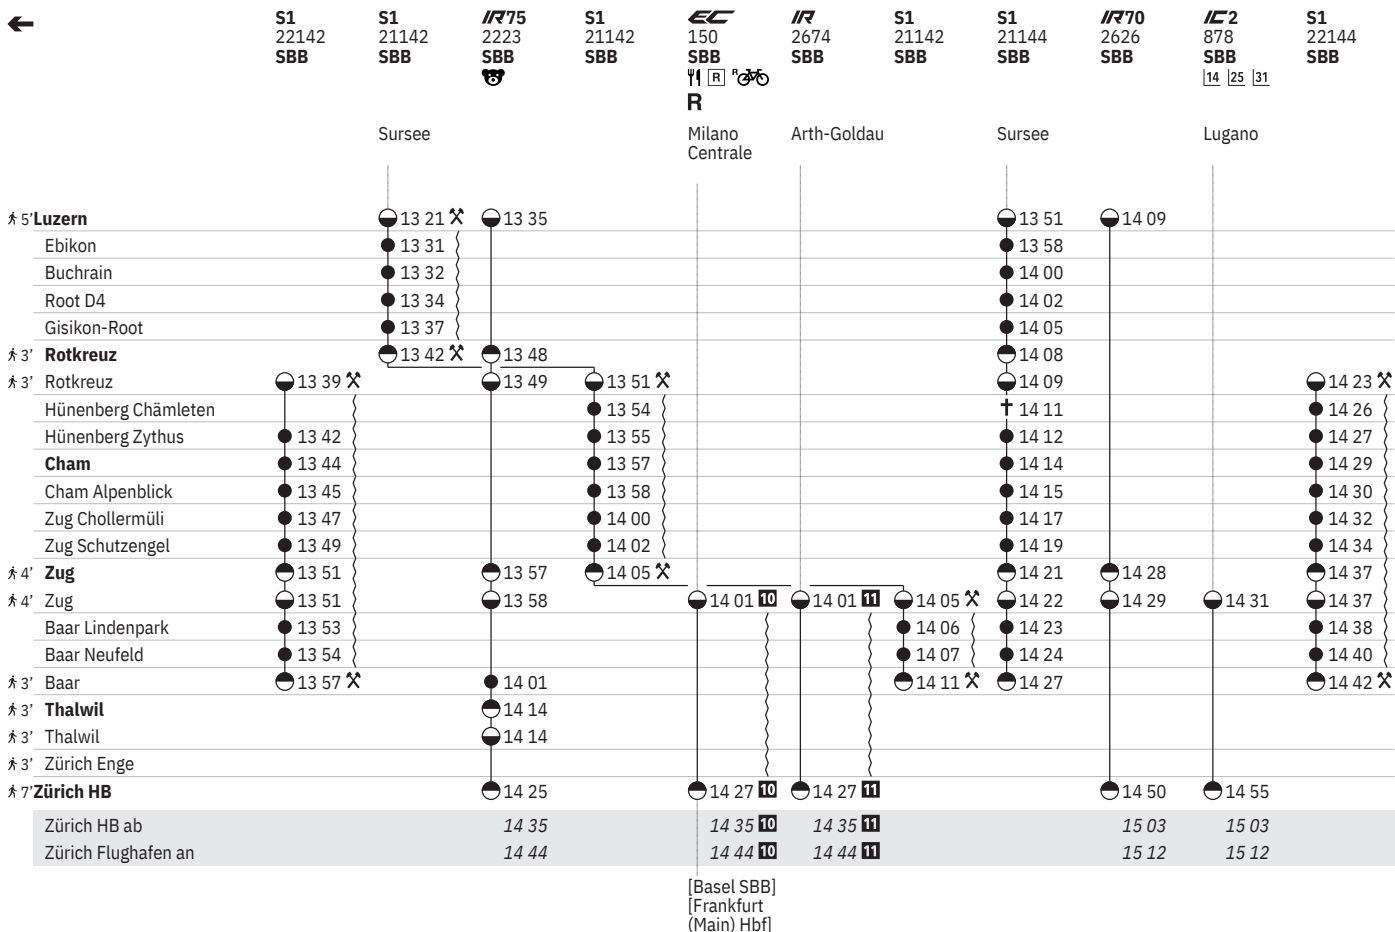 S1 S1 IR75 S1 EC IR S1 S1 IR70 IC2 S1
22142 21142 2223 21142 150 2674 21142 21144 2626 878 22144
SBB SBB SBB SBB SBB SBB SBB SBB SBB SBB SBB
R R 14 25 31
R
Sursee Milano Arth-Goldau Sursee Lugano
Centrale
5' Luzern 13 21 13 35 13 51 14 09
Ebikon 13 31 13 58
Buchrain 13 32 14 00
Root D4 13 34 14 02
Gisikon-Root 13 37 14 05
3' Rotkreuz 13 42 13 48 14 08
3' Rotkreuz 13 39 13 49 13 51 14 09 14 23
Hünenberg Chämleten 13 54 14 11 14 26
Hünenberg Zythus 13 42 13 55 14 12 14 27
Cham 13 44 13 57 14 14 14 29
Cham Alpenblick 13 45 13 58 14 15 14 30
Zug Chollermüli 13 47 14 00 14 17 14 32
Zug Schutzengel 13 49 14 02 14 19 14 34
4' Zug 13 51 13 57 14 05 14 21 14 28 14 37
4' Zug 13 51 13 58 14 01 10 14 01 11 14 05 14 22 14 29 14 31 14 37
Baar Lindenpark 13 53 14 06 14 23 14 38
Baar Neufeld 13 54 14 07 14 24 14 40
3' Baar 13 57 14 01 14 11 14 27 14 42
3' Thalwil 14 14
3' Thalwil 14 14
3' Zürich Enge
7' Zürich HB 14 25 14 27 10 14 27 11 14 50 14 55
Zürich HB ab 14 35 14 35 10 14 35 11 15 03 15 03
Zürich Flughafen an 14 44 14 44 10 14 44 11 15 12 15 12
[Basel SBB]
[Frankfurt
(Main) Hbf]